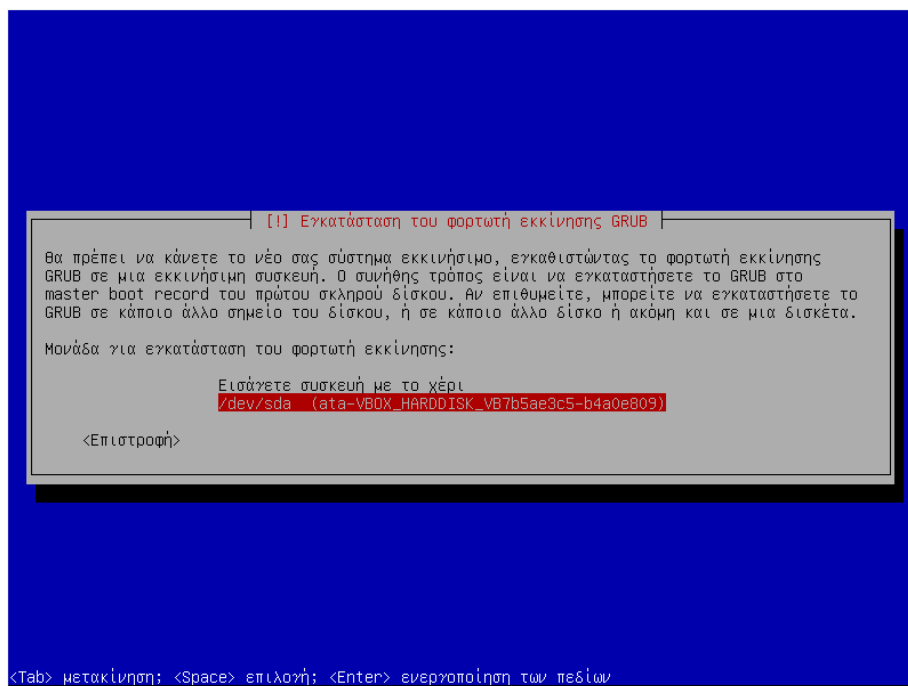 [!] Εγκατάσταση του φορτωτή εκκίνησης GRUB
Θα πρέπει να κάνετε το νέο σας σύστημα εκκινήσιμο, εγκαθιστώντας το φορτωτή εκκίνησης
GRUB σε μια εκκινήσιμη συσκευή. Ο συνήθης τρόπος είναι να εγκαταστήσετε το GRUB στο
master boot record του πρώτου σκληρού δίσκου. Αν επιθυμείτε, μπορείτε να εγκαταστήσετε το
GRUB σε κάποιο άλλο σημείο του δίσκου, ή σε κάποιο άλλο δίσκο ή ακόμη και σε μια δισκέτα.
Μονάδα για εγκατάσταση του φορτωτή εκκίνησης:
Εισάγετε συσκευή με το χέρι
/dev/sda (ata-VBOX_HARDDISK_VB7b5ae3c5-b4a0e809)
<Επιστροφή>
<Tab> μετακίνηση; <Space> επιλογή; <Enter> ενεργοποίηση των πεδίων